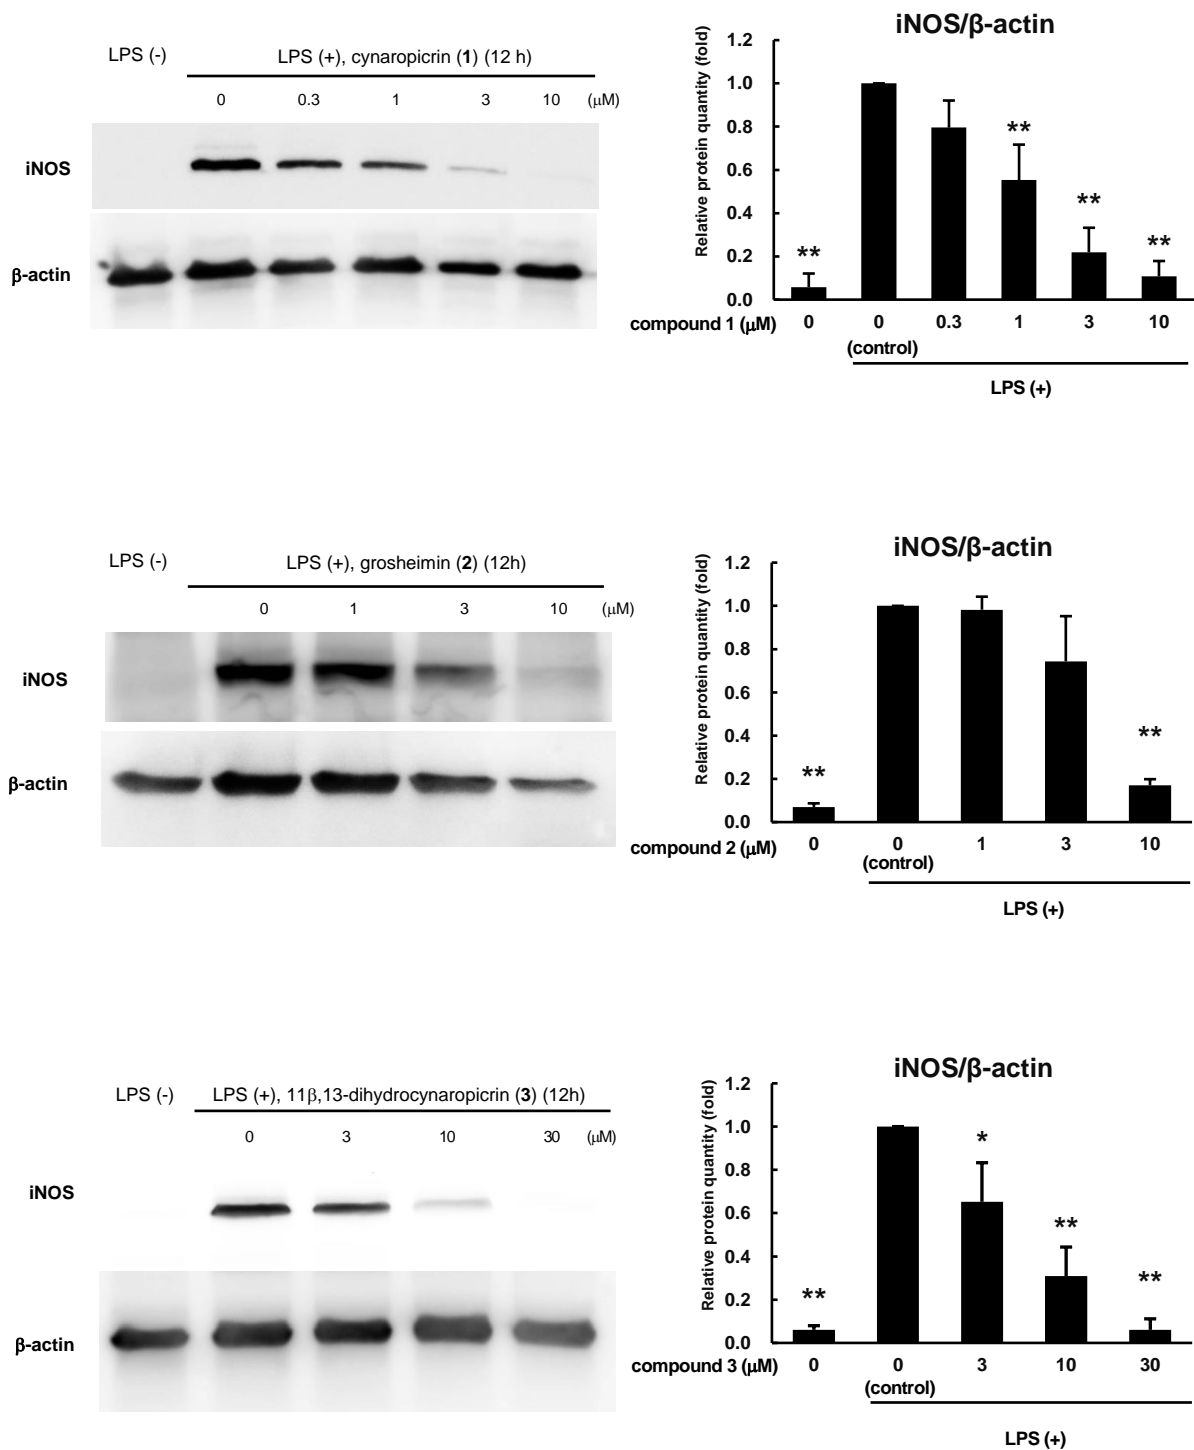 LPS (-)
LPS (+), cynaropicrin (1) (12 h)
0 0.3 1 3 10 (μM)
iNOS
β-actin
iNOS/β-actin
Relative protein quantity (fold)
1.2
1.0
0.8
0.6
0.4
0.2
0.0
** ** ** **
compound 1 (μM) 0 0 0.3 1 3 10
(control)
LPS (+)
LPS (-)
LPS (+), grosheimin (2) (12h)
0 1 3 10 (μM)
iNOS
β-actin
iNOS/β-actin
Relative protein quantity (fold)
1.2
1.0
0.8
0.6
0.4
0.2
0.0
** **
compound 2 (μM) 0 0 1 3 10
(control)
LPS (+)
LPS (-)
LPS (+), 11β,13-dihydrocynaropicrin (3) (12h)
0 3 10 30 (μM)
iNOS
β-actin
iNOS/β-actin
Relative protein quantity (fold)
1.2
1.0
0.8
0.6
0.4
0.2
0.0
** * ** **
compound 3 (μM) 0 0 3 10 30
(control)
LPS (+)